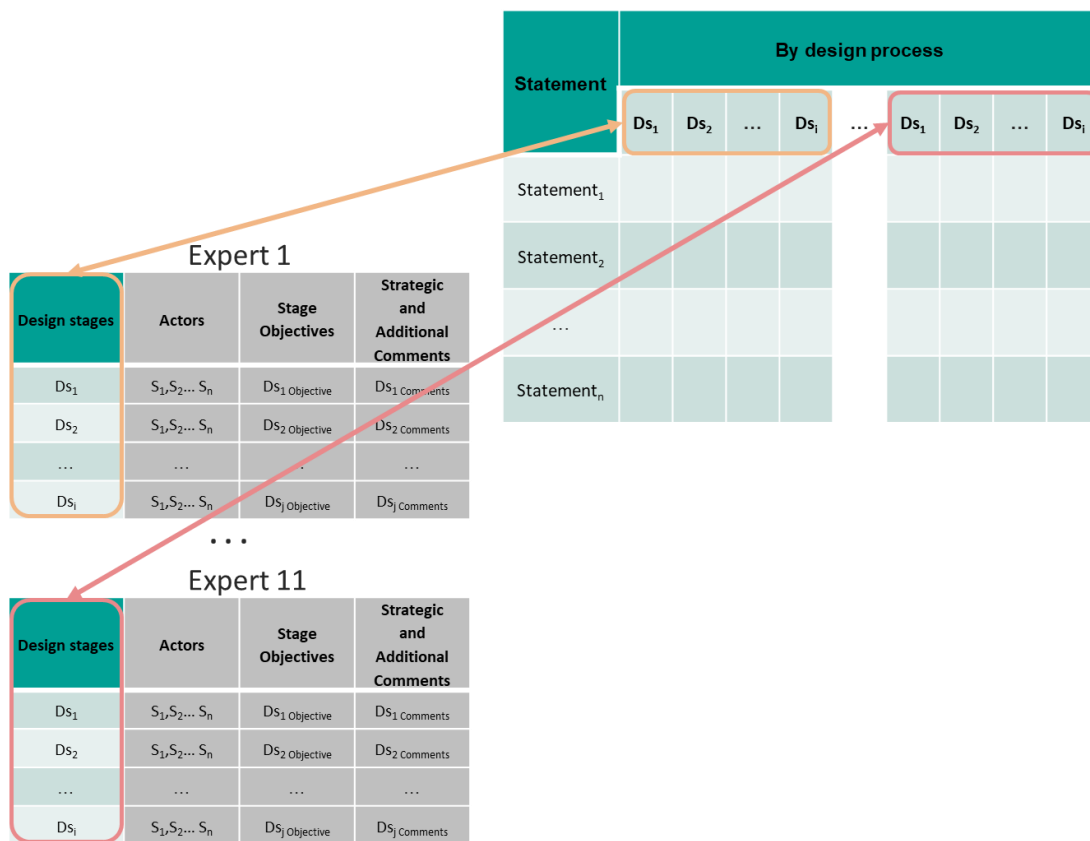 Statement
By design process
Ds₁ Ds₂ ... Dsᵢ ... Ds₁ Ds₂ ... Dsᵢ
Statement₁
Statement₂
...
Statementₙ
Expert 1
Design stages
Actors
Stage
Objectives
Strategic
and
Additional
Comments
Ds₁ S₁,S₂... Sₙ Ds₁ Objective Ds₁ Comments
Ds₂ S₁,S₂... Sₙ Ds₂ Objective Ds₂ Comments
... ... ... ...
Dsᵢ S₁,S₂... Sₙ Dsⱼ Objective Dsⱼ Comments
...
Expert 11
Design stages
Actors
Stage
Objectives
Strategic
and
Additional
Comments
Ds₁ S₁,S₂... Sₙ Ds₁ Objective Ds₁ Comments
Ds₂ S₁,S₂... Sₙ Ds₂ Objective Ds₂ Comments
... ... ... ...
Dsᵢ S₁,S₂... Sₙ Dsⱼ Objective Dsⱼ Comments